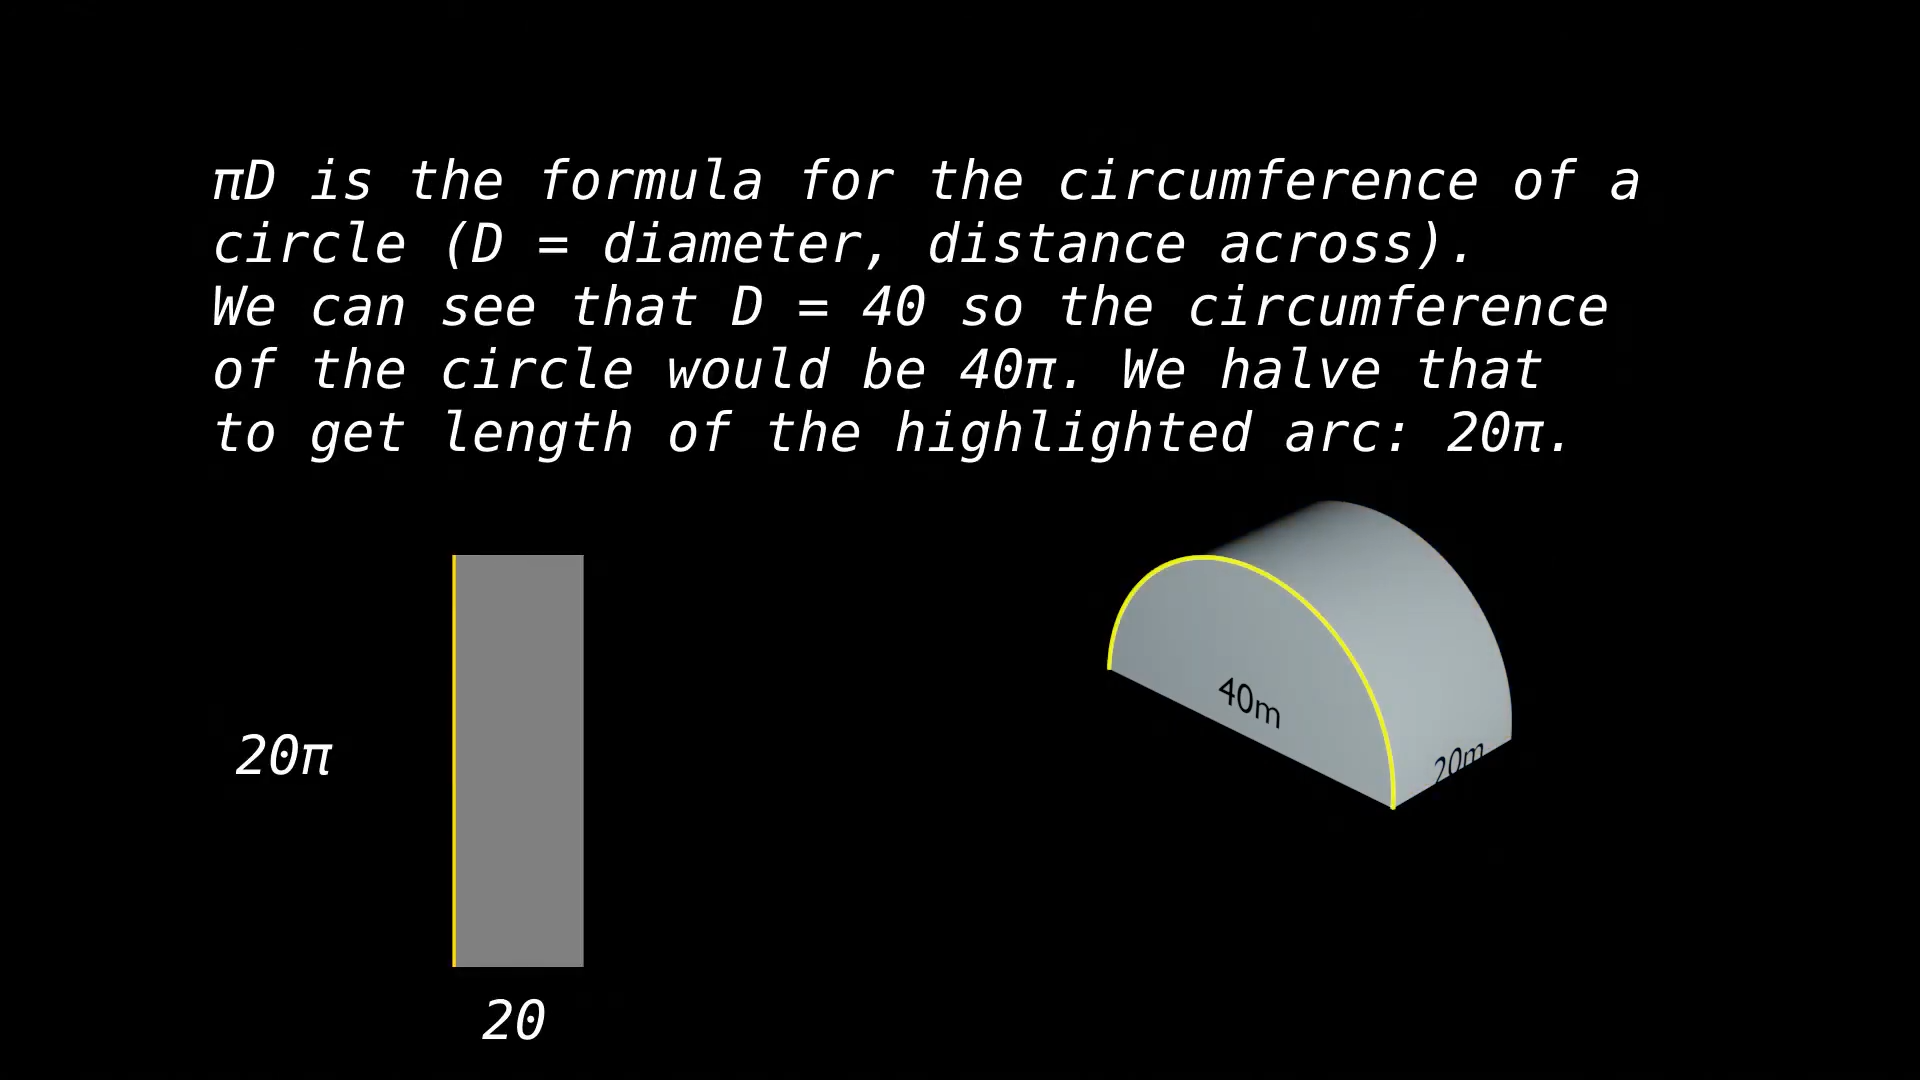 πD is the formula for the circumference of a
circle (D = diameter, distance across).
We can see that D = 40 so the circumference
of the circle would be 40π. We halve that
to get length of the highlighted arc: 20π.
40m
20m
20π
20